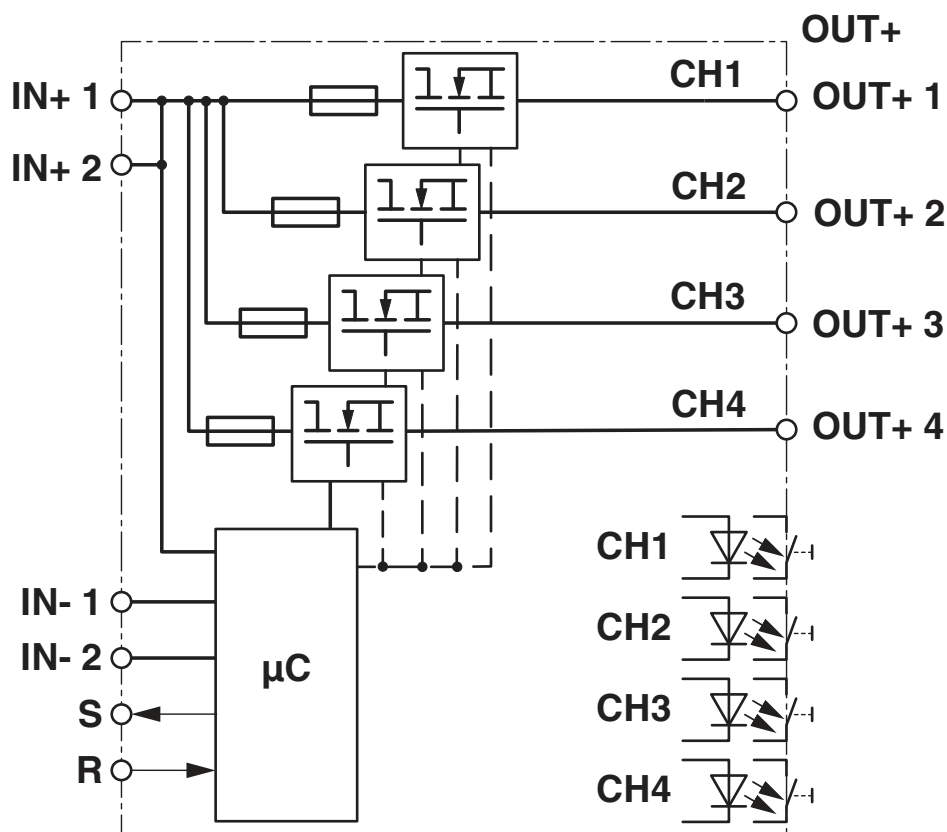 OUT+
IN+ 1
CH1
OUT+ 1
IN+ 2
CH2
OUT+ 2
CH3
OUT+ 3
CH4
OUT+ 4
CH1
IN- 1
CH2
IN- 2
µC
S
CH3
R
CH4